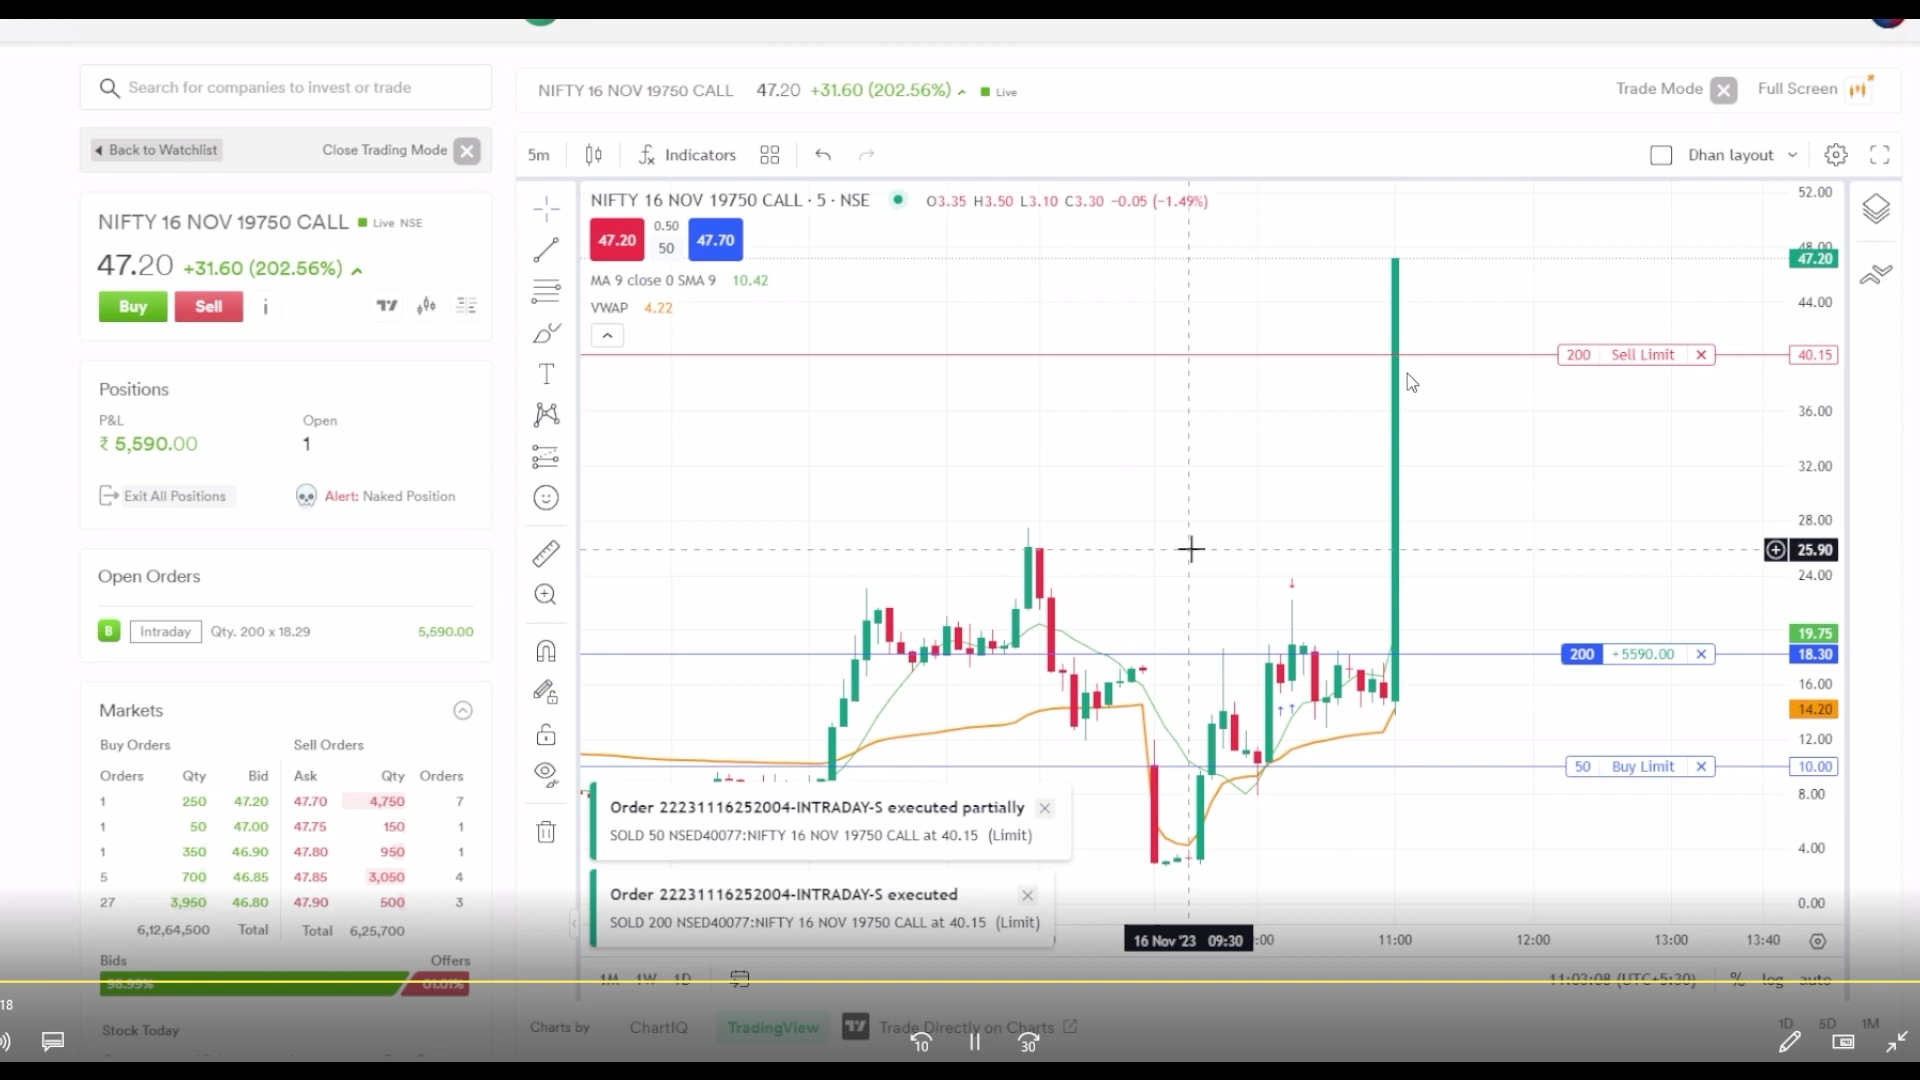 Search for companies to invest or trade
NIFTY 16 NOV 19750 CALL 47.20 +31.60 (202.56%) Live
Trade Mode Full Screen
Back to Watchlist Close Trading Mode
5m Indicators Dhan layout
NIFTY 16 NOV 19750 CALL Live NSE
47.20 +31.60 (202.56%)
Buy Sell i
Positions
P&L Open
₹ 5,590.00 1
Exit All Positions Alert: Naked Position
Open Orders
B Intraday Qty. 200 x 18.29 5,590.00
Markets
Buy Orders Sell Orders
Orders Qty Bid Ask Qty Orders
1 250 47.20 47.70 4,750 7
1 50 47.00 47.75 150 1
1 350 46.90 47.80 950 1
5 700 46.85 47.85 3,050 4
27 3,950 46.80 47.90 500 3
6,12,64,500 Total Total 6,25,700
Bids Offers
98.99% 01.01%
Stock Today
NIFTY 16 NOV 19750 CALL · 5 · NSE O3.35 H3.50 L3.10 C3.30 -0.05 (-1.49%)
47.20 0.50 50 47.70
MA 9 close 0 SMA 9 10.42
VWAP 4.22
52.00
48.00
47.20
44.00
200 Sell Limit 40.15
36.00
32.00
28.00
25.90
24.00
19.75
200 +5590.00 18.30
16.00
14.20
12.00
50 Buy Limit 10.00
8.00
4.00
0.00
Order 22231116252004-INTRADAY-S executed partially
SOLD 50 NSED40077:NIFTY 16 NOV 19750 CALL at 40.15 (Limit)
Order 22231116252004-INTRADAY-S executed
SOLD 200 NSED40077:NIFTY 16 NOV 19750 CALL at 40.15 (Limit)
16 Nov '23 09:30 :00 11:00 12:00 13:00 13:40
1M 1W 1D 11:03:08 (UTC+5:30) % log auto
Charts by ChartIQ TradingView Trade Directly on Charts 1D 5D 1M
18
10 30